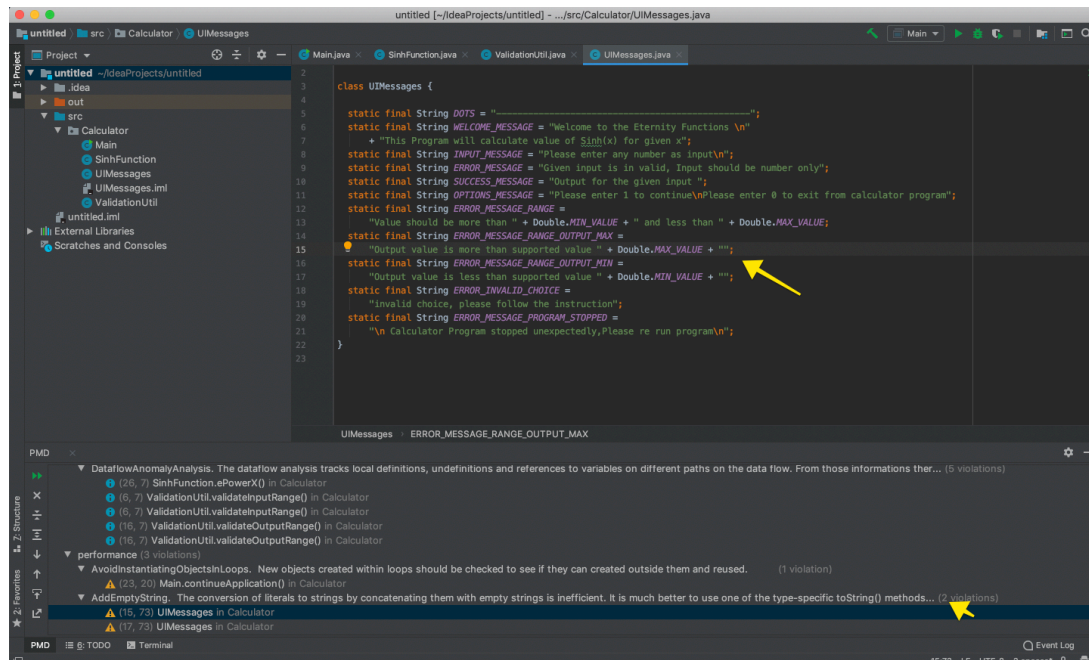 untitled [~/IdeaProjects/untitled] - .../src/Calculator/UIMessages.java
untitled src Calculator UIMessages
Main
1: Project
Project
Main.java SinhFunction.java ValidationUtil.java UIMessages.java
untitled ~/IdeaProjects/untitled
.idea
out
src
Calculator
Main
SinhFunction
UIMessages
UIMessages.iml
ValidationUtil
untitled.iml
External Libraries
Scratches and Consoles
2
3 class UIMessages {
4
5 static final String DOTS = "————————————————————————————————";
6 static final String WELCOME_MESSAGE = "Welcome to the Eternity Functions \n"
7 + "This Program will calculate value of Sinh(x) for given x";
8 static final String INPUT_MESSAGE = "Please enter any number as input\n";
9 static final String ERROR_MESSAGE = "Given input is in valid, Input should be number only";
10 static final String SUCCESS_MESSAGE = "Output for the given input ";
11 static final String OPTIONS_MESSAGE = "Please enter 1 to continue\nPlease enter 0 to exit from calculator program";
12 static final String ERROR_MESSAGE_RANGE =
13 "Value should be more than " + Double.MIN_VALUE + " and less than " + Double.MAX_VALUE;
14 static final String ERROR_MESSAGE_RANGE_OUTPUT_MAX =
15 "Output value is more than supported value " + Double.MAX_VALUE + "";
16 static final String ERROR_MESSAGE_RANGE_OUTPUT_MIN =
17 "Output value is less than supported value " + Double.MIN_VALUE + "";
18 static final String ERROR_INVALID_CHOICE =
19 "invalid choice, please follow the instruction";
20 static final String ERROR_MESSAGE_PROGRAM_STOPPED =
21 "\n Calculator Program stopped unexpectedly,Please re run program\n";
22 }
23
UIMessages › ERROR_MESSAGE_RANGE_OUTPUT_MAX
PMD
DataflowAnomalyAnalysis. The dataflow analysis tracks local definitions, undefinitions and references to variables on different paths on the data flow. From those informations ther... (5 violations)
(26, 7) SinhFunction.ePowerX() in Calculator
(6, 7) ValidationUtil.validateInputRange() in Calculator
(6, 7) ValidationUtil.validateInputRange() in Calculator
(16, 7) ValidationUtil.validateOutputRange() in Calculator
(16, 7) ValidationUtil.validateOutputRange() in Calculator
performance (3 violations)
AvoidInstantiatingObjectsInLoops. New objects created within loops should be checked to see if they can created outside them and reused. (1 violation)
(23, 20) Main.continueApplication() in Calculator
AddEmptyString. The conversion of literals to strings by concatenating them with empty strings is inefficient. It is much better to use one of the type-specific toString() methods... (2 violations)
(15, 73) UIMessages in Calculator
(17, 73) UIMessages in Calculator
Z: Structure
2: Favorites
PMD 6: TODO Terminal
Event Log